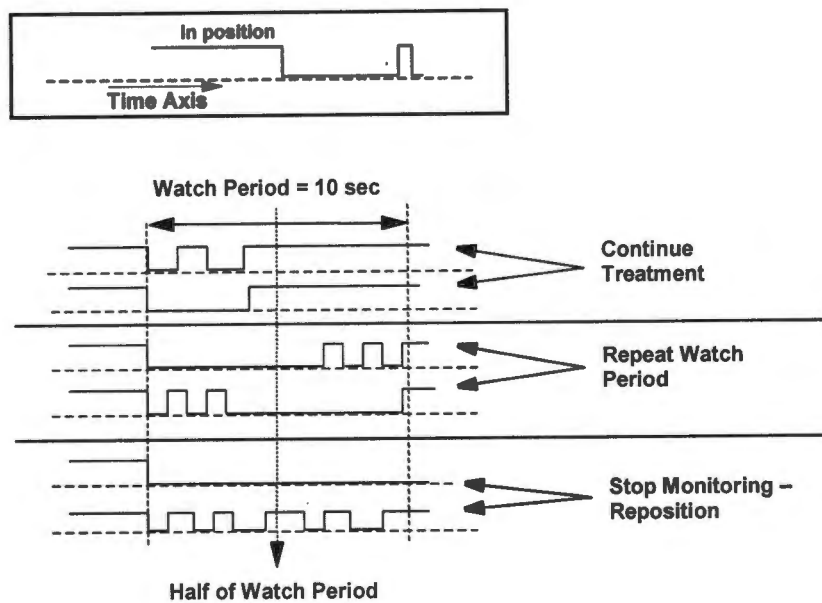 In position
Time Axis
Watch Period = 10 sec
Continue
Treatment
Repeat Watch
Period
Stop Monitoring –
Reposition
Half of Watch Period